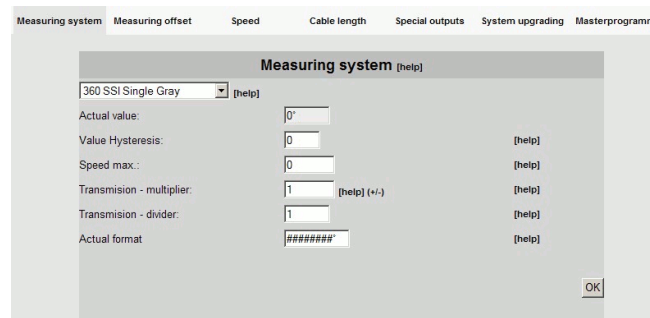 Measuring system Measuring offset Speed Cable length Special outputs System upgrading Masterprogramm
Measuring system [help]
360 SSI Single Gray [help]
Actual value: 0°
Value Hysteresis: 0 [help]
Speed max.: 0 [help]
Transmision - multiplier: 1 [help] (+/-) [help]
Transmision - divider: 1 [help]
Actual format ########° [help]
OK